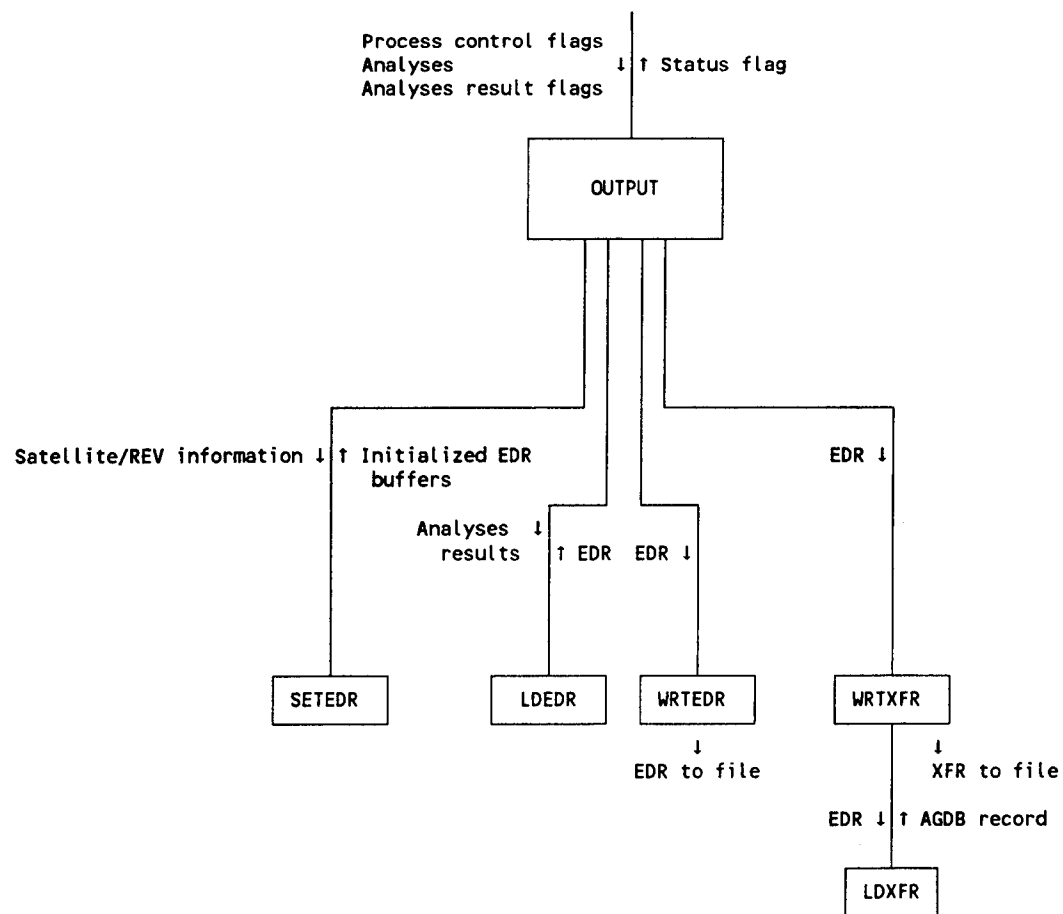 Process control flags
Analyses ↓ ↑ Status flag
Analyses result flags
OUTPUT
Satellite/REV information ↓ ↑ Initialized EDR
buffers
EDR ↓
Analyses ↓
results ↑ EDR EDR ↓
SETEDR LDEDR WRTEDR WRTXFR
↓ ↓
EDR to file XFR to file
EDR ↓ ↑ AGDB record
LDXFR